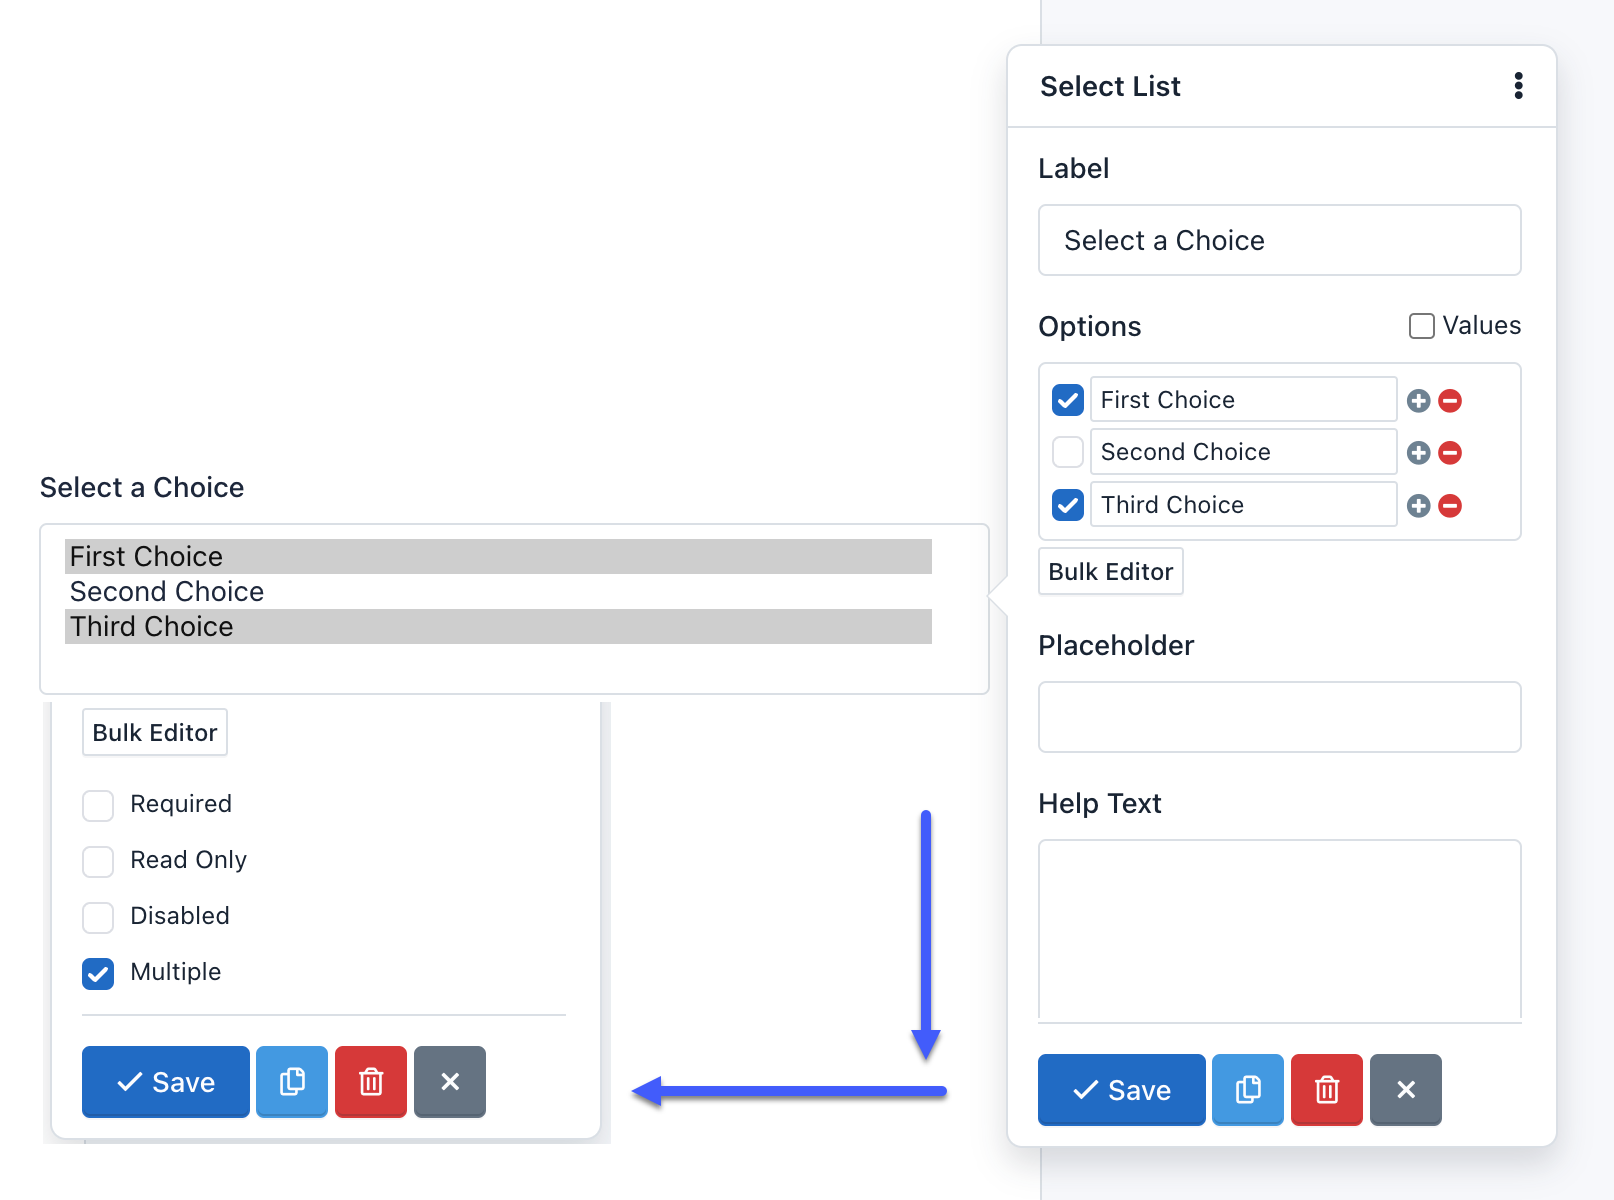 Select List
Label
Select a Choice
Options
Values
First Choice
Second Choice
Third Choice
Bulk Editor
Placeholder
Help Text
Save
Select a Choice
First Choice
Second Choice
Third Choice
Bulk Editor
Required
Read Only
Disabled
Multiple
Save